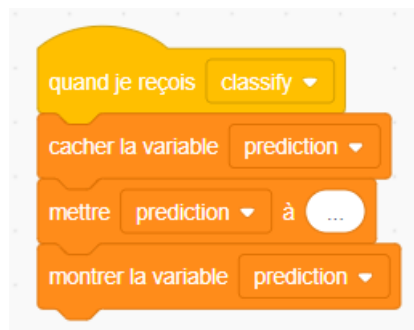 quand je reçois classify
cacher la variable prediction
mettre prediction à ...
montrer la variable prediction